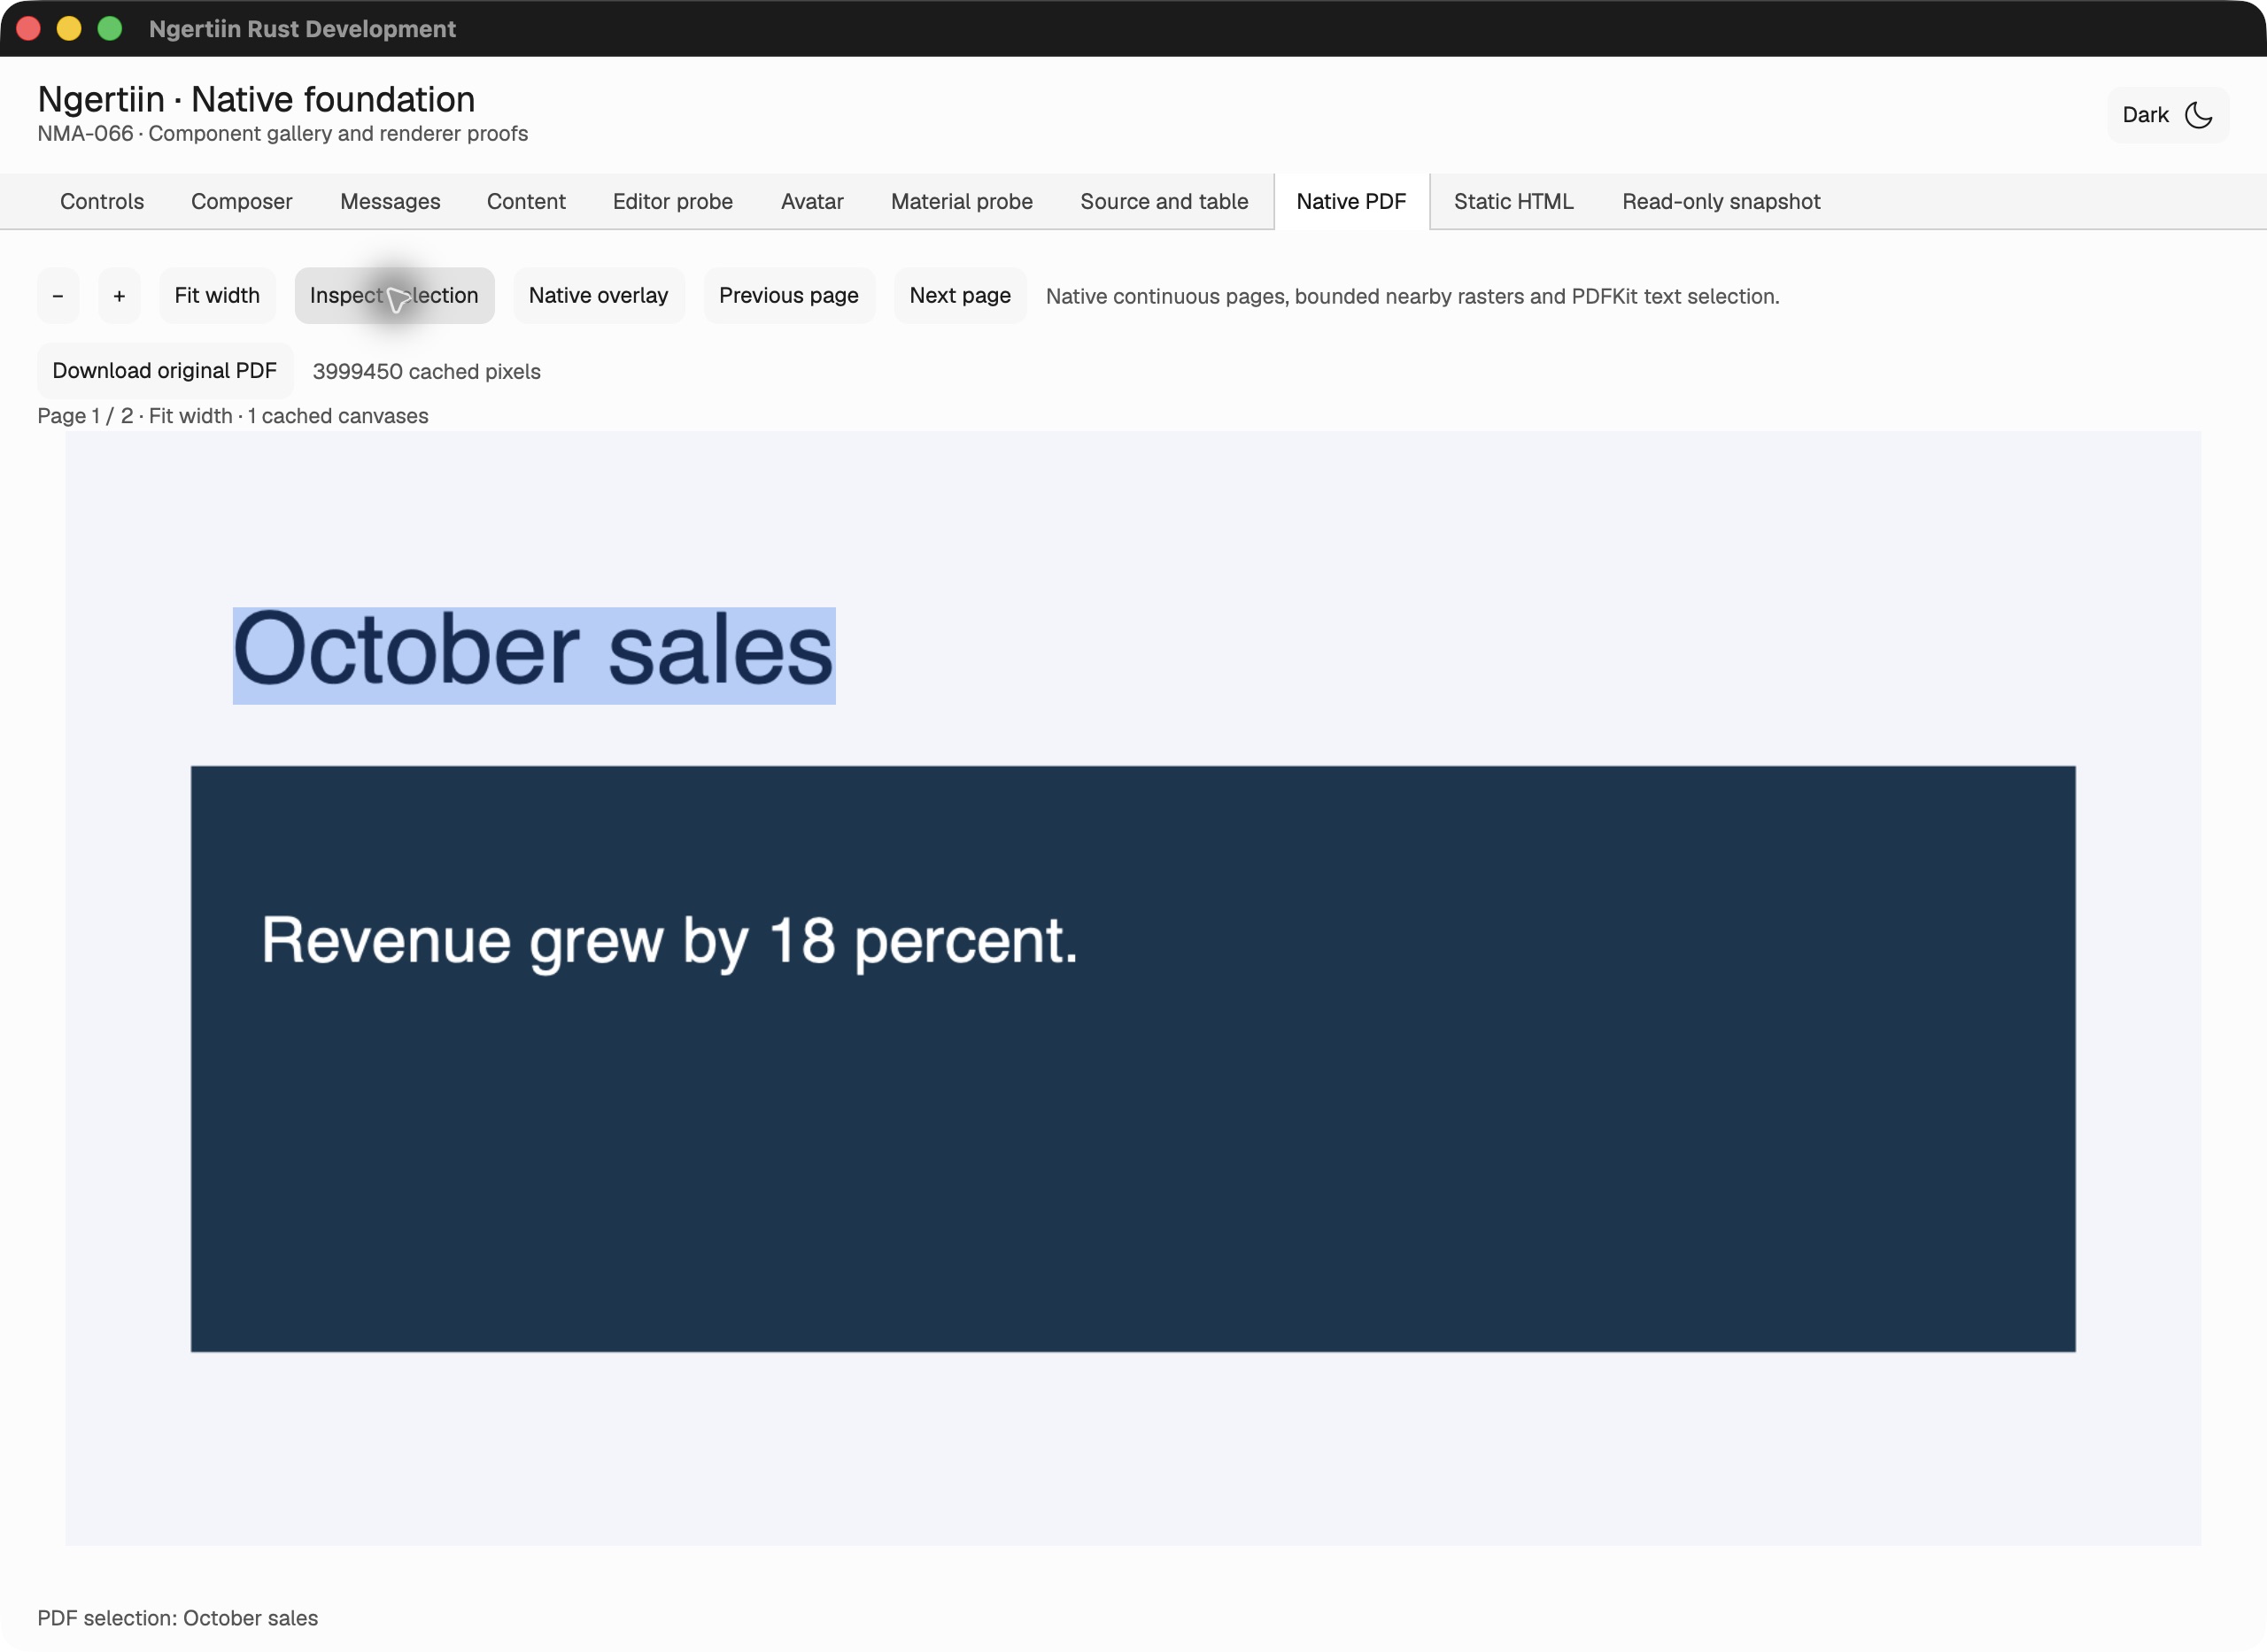 Ngertiin Rust Development
Ngertiin · Native foundation
NMA-066 · Component gallery and renderer proofs
Dark
Controls Composer Messages Content Editor probe Avatar Material probe Source and table Native PDF Static HTML Read-only snapshot
− + Fit width Inspect selection Native overlay Previous page Next page Native continuous pages, bounded nearby rasters and PDFKit text selection.
Download original PDF 3999450 cached pixels
Page 1 / 2 · Fit width · 1 cached canvases
October sales
Revenue grew by 18 percent.
PDF selection: October sales